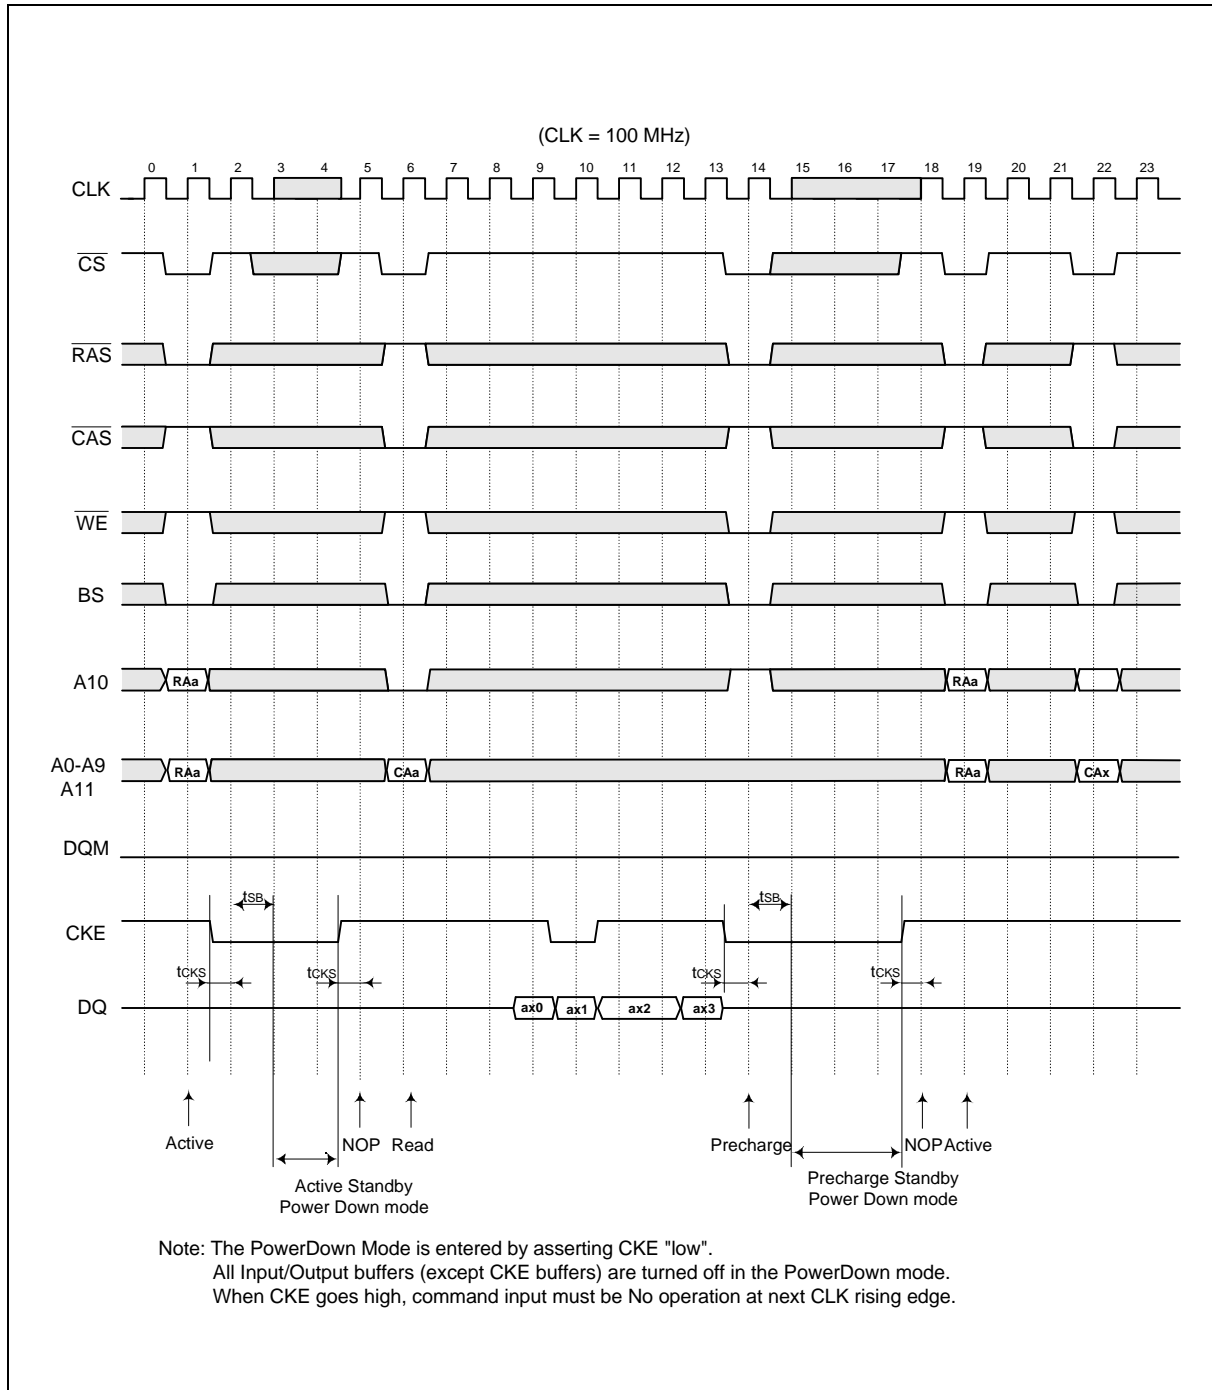 (CLK = 100 MHz)
0 1 2 3 4 5 6 7 8 9 10 11 12 13 14 15 16 17 18 19 20 21 22 23
CLK
CS
RAS
CAS
WE
BS
A10 RAa RAa
A0-A9
A11
RAa CAa RAa CAx
DQM
tSB tSB
CKE
tCKS tCKS tCKS tCKS
DQ ax0 ax1 ax2 ax3
Active NOP Read Precharge NOP Active
Active Standby
Power Down mode
Precharge Standby
Power Down mode
Note: The PowerDown Mode is entered by asserting CKE "low".
All Input/Output buffers (except CKE buffers) are turned off in the PowerDown mode.
When CKE goes high, command input must be No operation at next CLK rising edge.